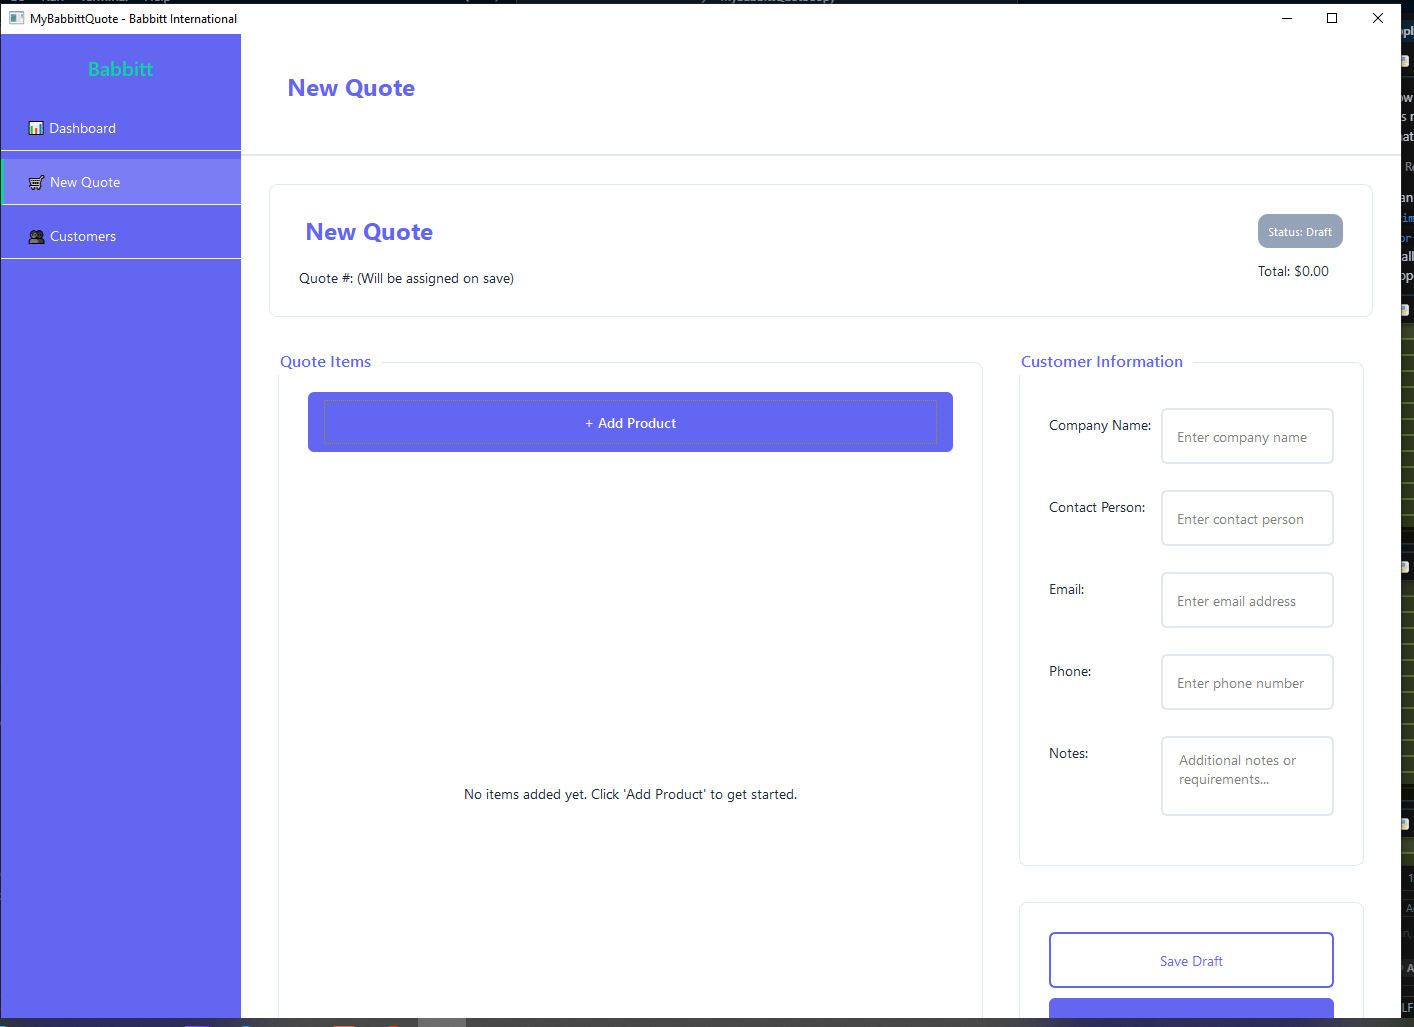 MyBabbittQuote - Babbitt International
Babbitt
Dashboard
New Quote
Customers
New Quote
New Quote
Status: Draft
Quote #: (Will be assigned on save)
Total: $0.00
Quote Items
+ Add Product
No items added yet. Click 'Add Product' to get started.
Customer Information
Company Name:
Enter company name
Contact Person:
Enter contact person
Email:
Enter email address
Phone:
Enter phone number
Notes:
Additional notes or
requirements...
Save Draft